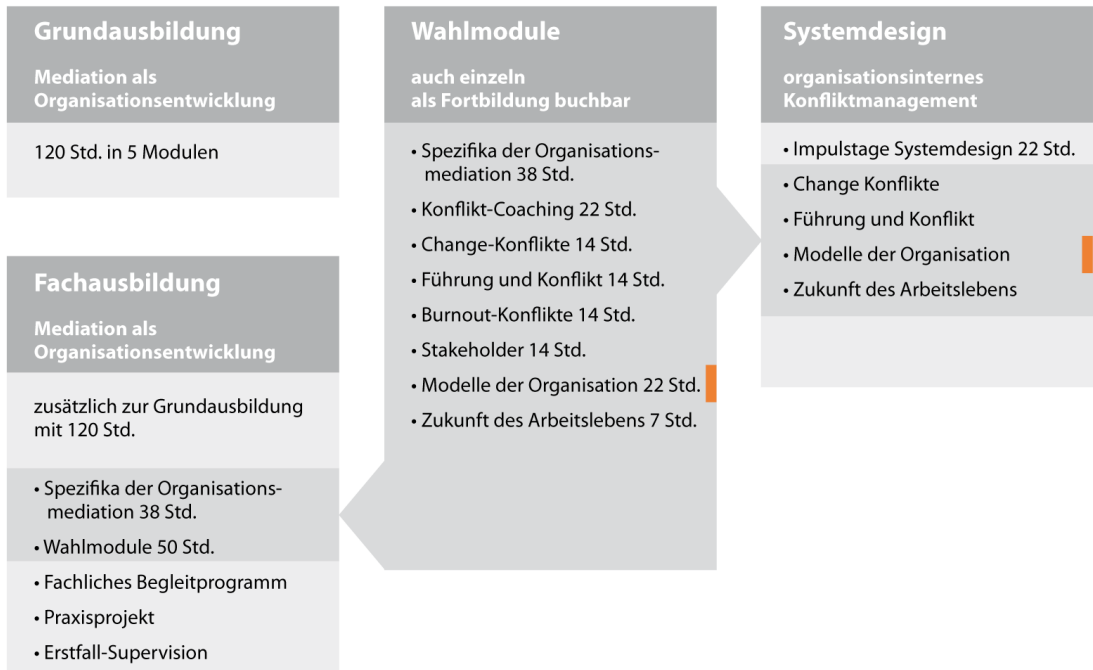 Grundausbildung
Mediation als
Organisationsentwicklung
120 Std. in 5 Modulen
Fachausbildung
Mediation als
Organisationsentwicklung
zusätzlich zur Grundausbildung
mit 120 Std.
• Spezifika der Organisations-
mediation 38 Std.
• Wahlmodule 50 Std.
• Fachliches Begleitprogramm
• Praxisprojekt
• Erstfall-Supervision
Wahlmodule
auch einzeln
als Fortbildung buchbar
• Spezifika der Organisations-
mediation 38 Std.
• Konflikt-Coaching 22 Std.
• Change-Konflikte 14 Std.
• Führung und Konflikt 14 Std.
• Burnout-Konflikte 14 Std.
• Stakeholder 14 Std.
• Modelle der Organisation 22 Std.
• Zukunft des Arbeitslebens 7 Std.
Systemdesign
organisationsinternes
Konfliktmanagement
• Impulstage Systemdesign 22 Std.
• Change Konflikte
• Führung und Konflikt
• Modelle der Organisation
• Zukunft des Arbeitslebens